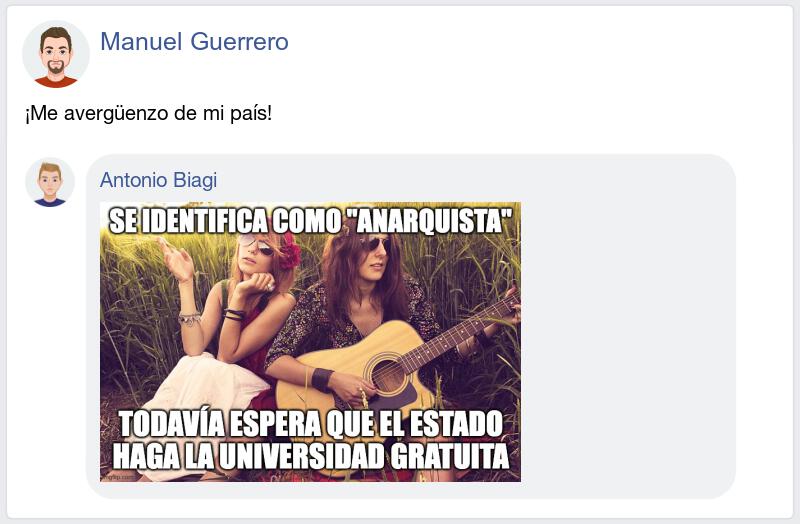 Manuel Guerrero
¡Me avergüenzo de mi país!
Antonio Biagi
SE IDENTIFICA COMO "ANARQUISTA"
TODAVÍA ESPERA QUE EL ESTADO
HAGA LA UNIVERSIDAD GRATUITA
imgflip.com